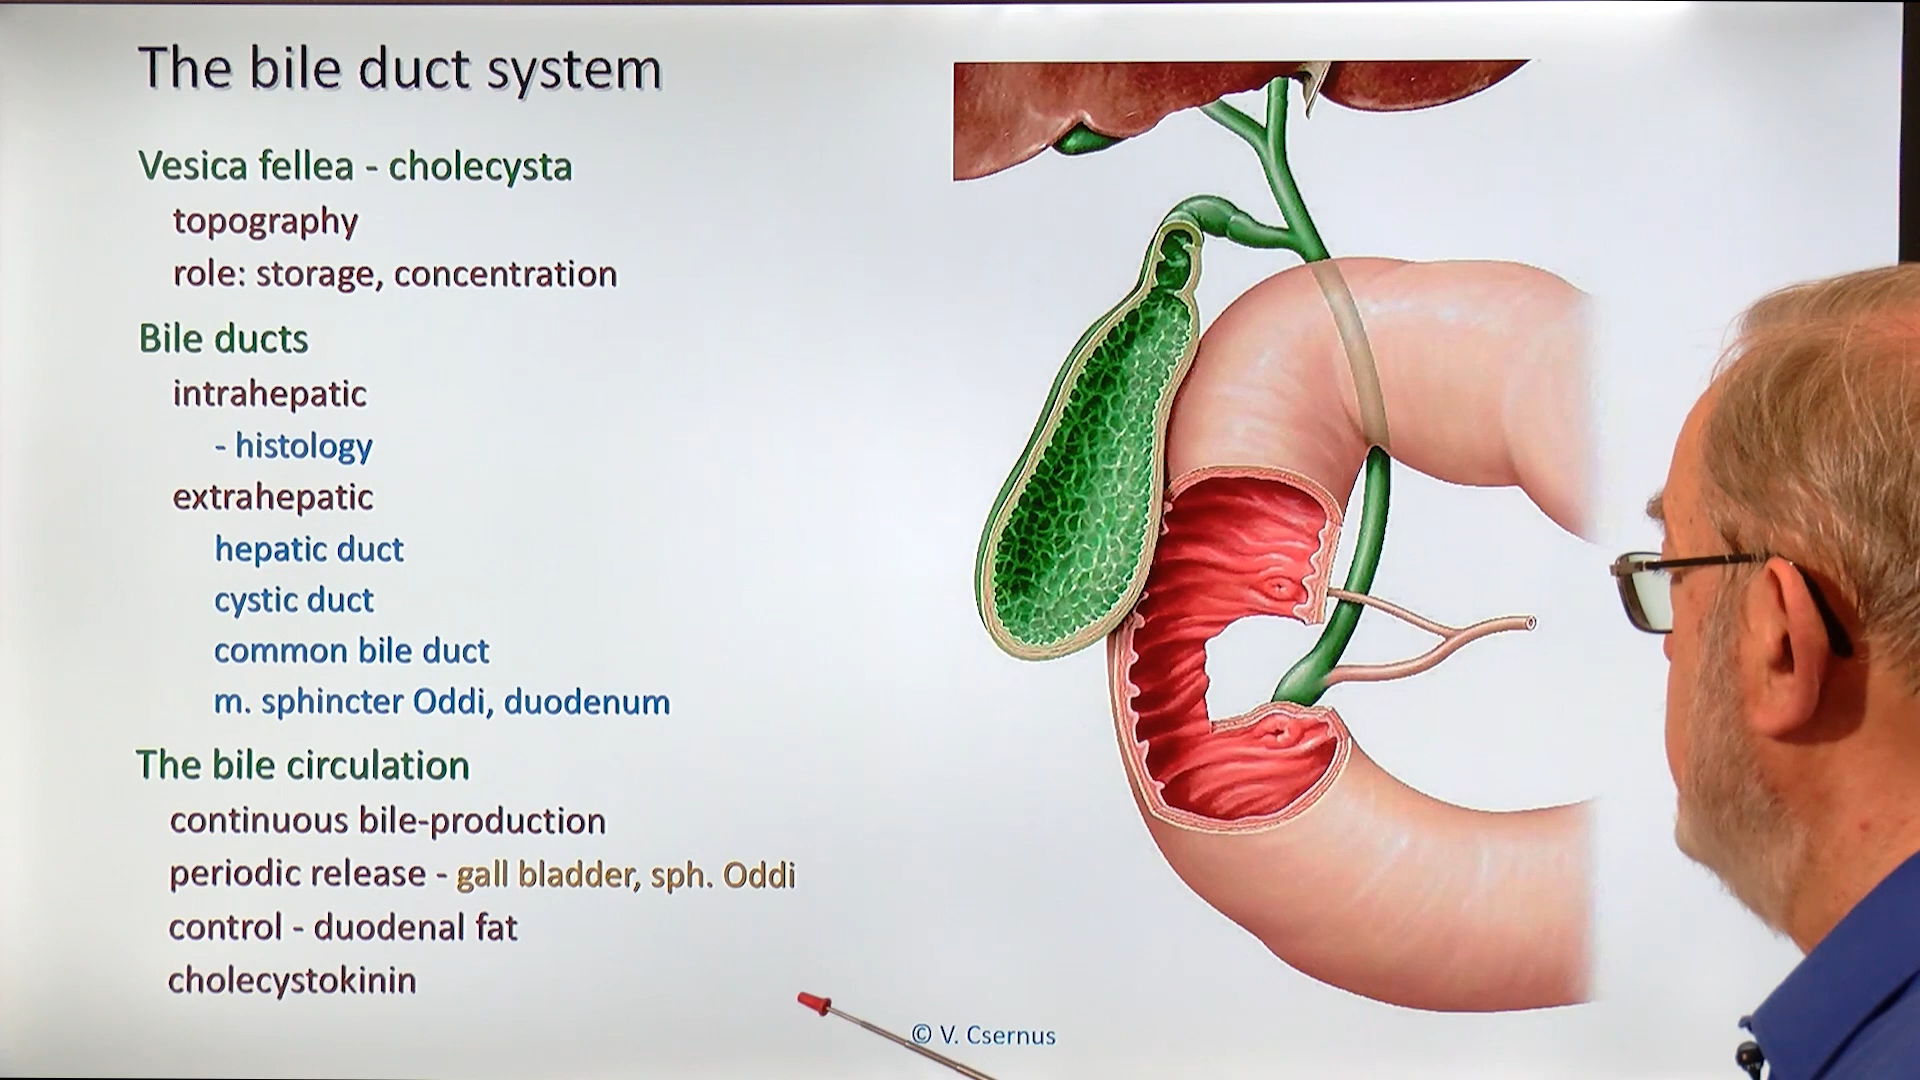 The bile duct system
Vesica fellea - cholecysta
topography
role: storage, concentration
Bile ducts
intrahepatic
- histology
extrahepatic
hepatic duct
cystic duct
common bile duct
m. sphincter Oddi, duodenum
The bile circulation
continuous bile-production
periodic release - gall bladder, sph. Oddi
control - duodenal fat
cholecystokinin
© V. Csernus